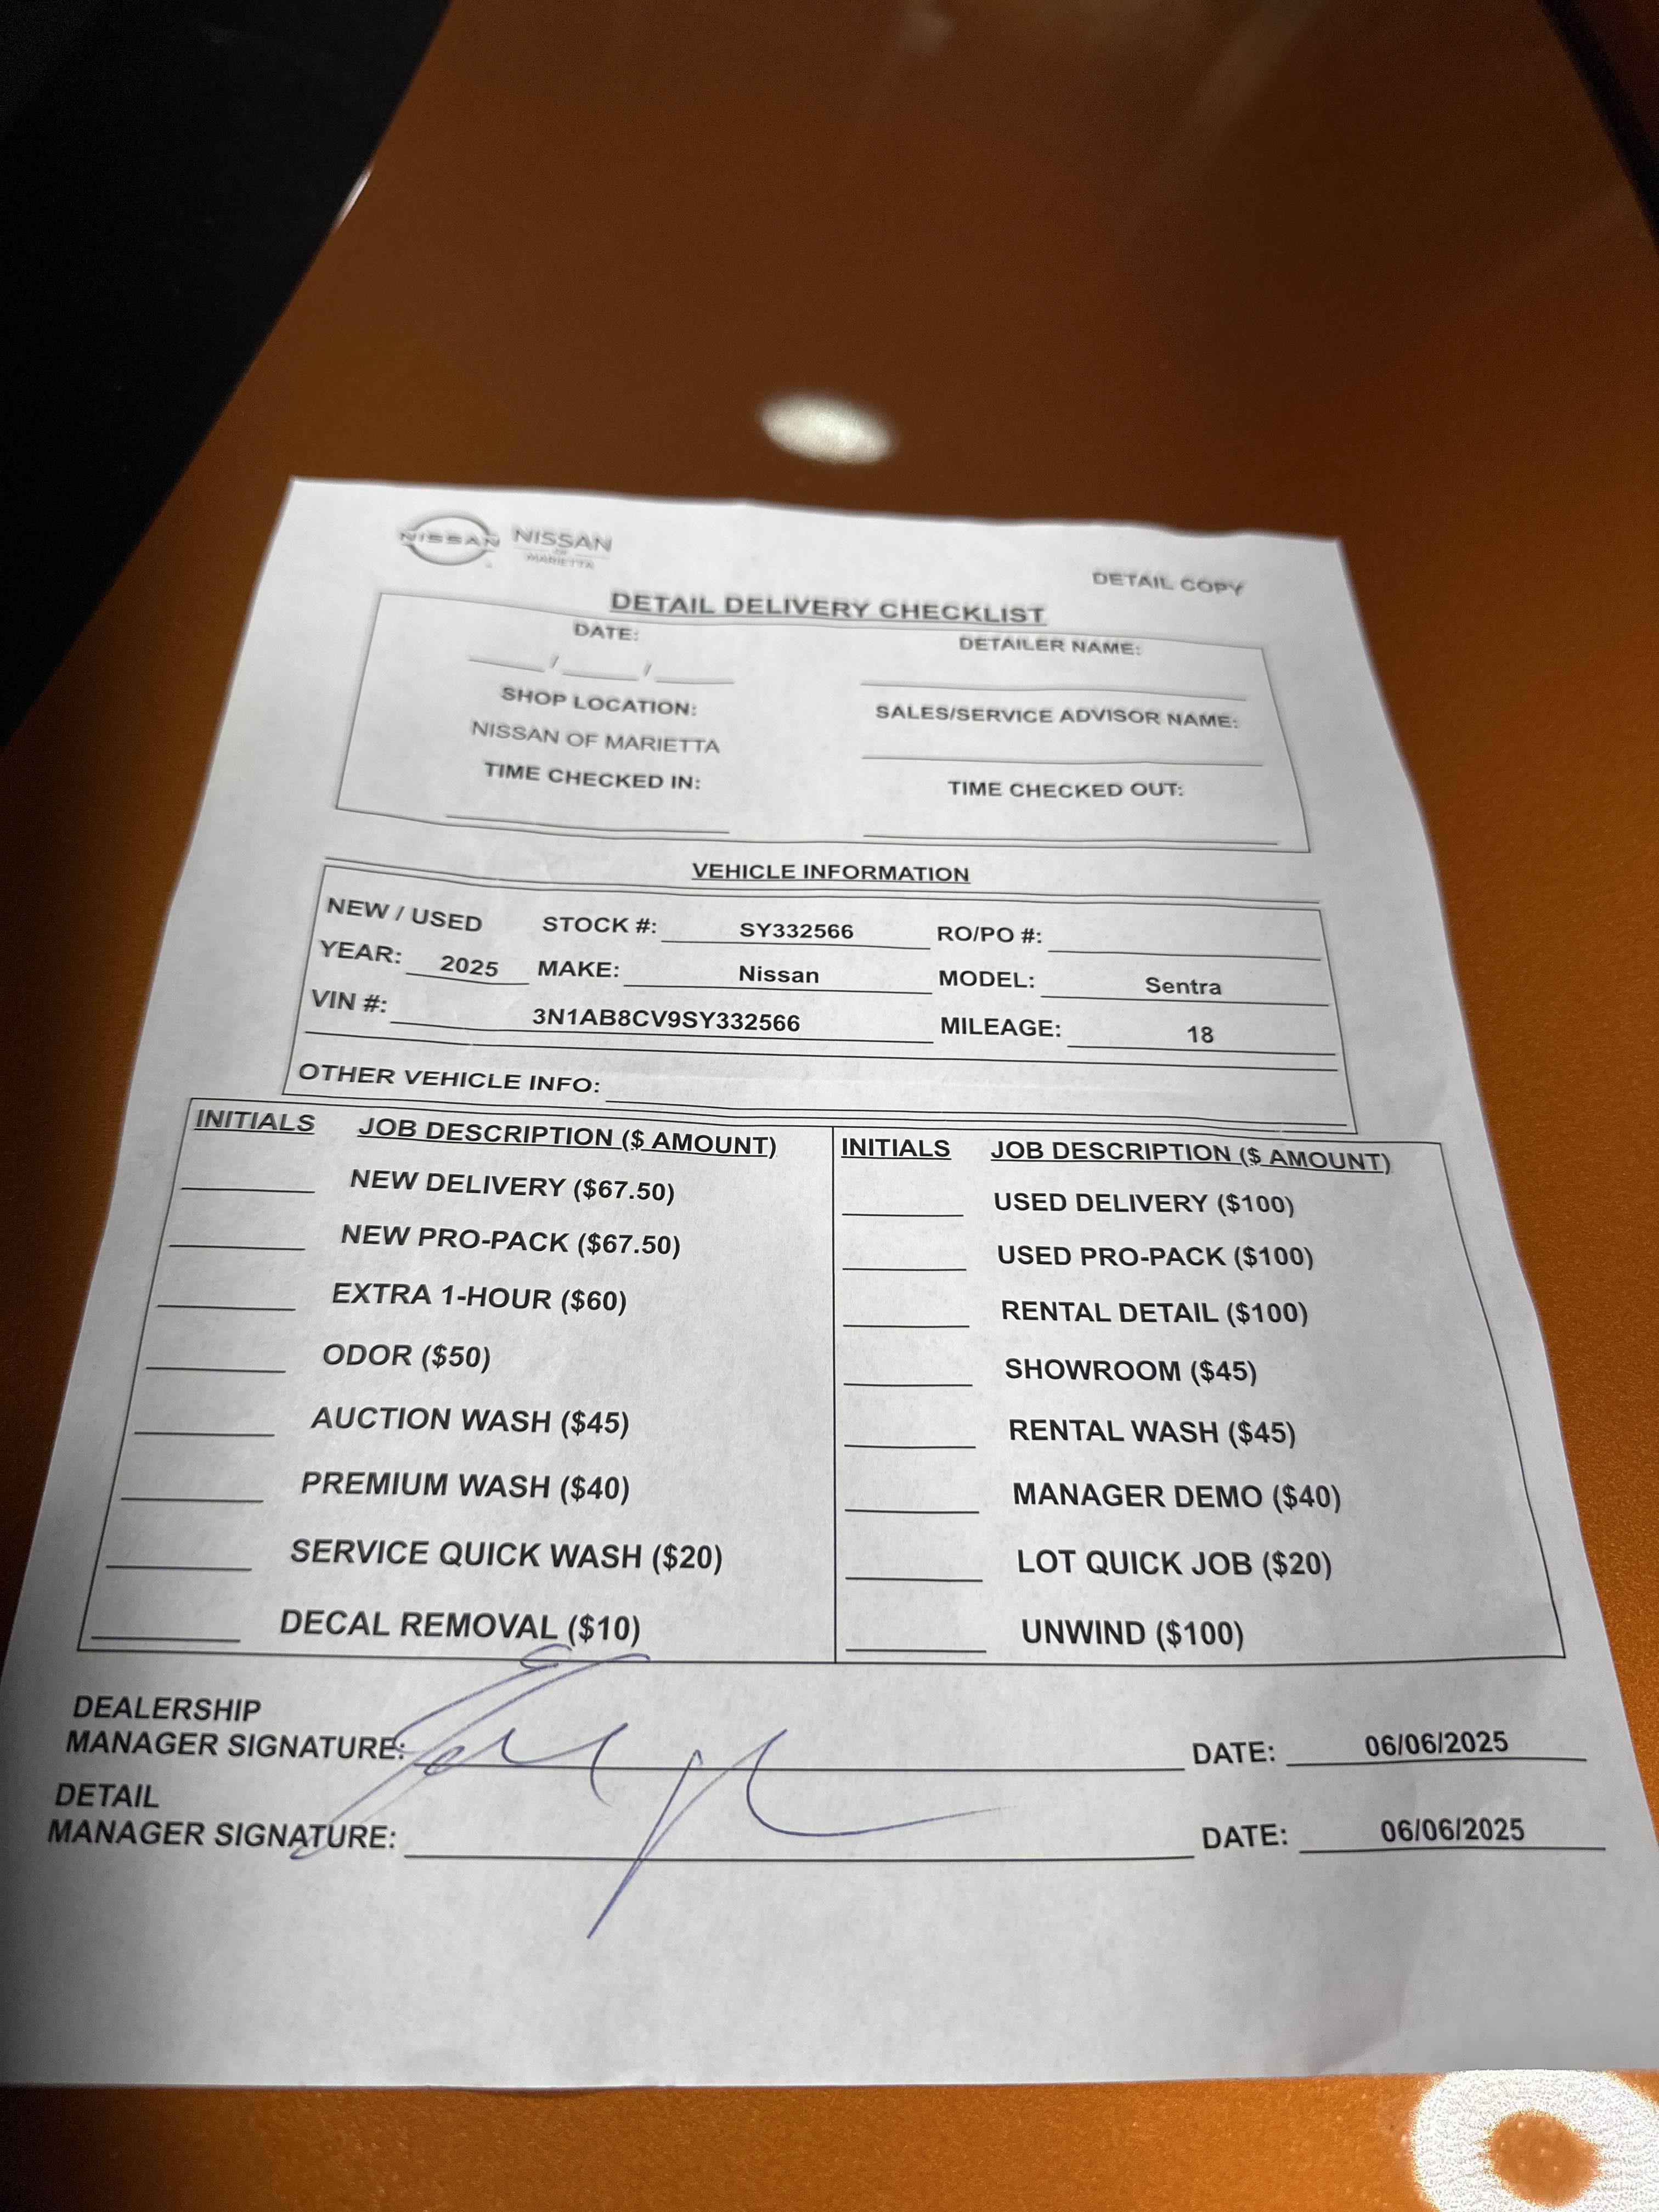 NISSAN NISSAN
OF
MARIETTA
DETAIL COPY
DETAIL DELIVERY CHECKLIST
DATE: DETAILER NAME:
____/____/____
SHOP LOCATION: SALES/SERVICE ADVISOR NAME:
NISSAN OF MARIETTA
TIME CHECKED IN: TIME CHECKED OUT:
VEHICLE INFORMATION
NEW / USED STOCK #: SY332566 RO/PO #:
YEAR: 2025 MAKE: Nissan MODEL: Sentra
VIN #: 3N1AB8CV9SY332566 MILEAGE: 18
OTHER VEHICLE INFO:
INITIALS JOB DESCRIPTION ($ AMOUNT) INITIALS JOB DESCRIPTION ($ AMOUNT)
NEW DELIVERY ($67.50) USED DELIVERY ($100)
NEW PRO-PACK ($67.50) USED PRO-PACK ($100)
EXTRA 1-HOUR ($60) RENTAL DETAIL ($100)
ODOR ($50) SHOWROOM ($45)
AUCTION WASH ($45) RENTAL WASH ($45)
PREMIUM WASH ($40) MANAGER DEMO ($40)
SERVICE QUICK WASH ($20) LOT QUICK JOB ($20)
DECAL REMOVAL ($10) UNWIND ($100)
DEALERSHIP
MANAGER SIGNATURE: DATE: 06/06/2025
DETAIL
MANAGER SIGNATURE: DATE: 06/06/2025